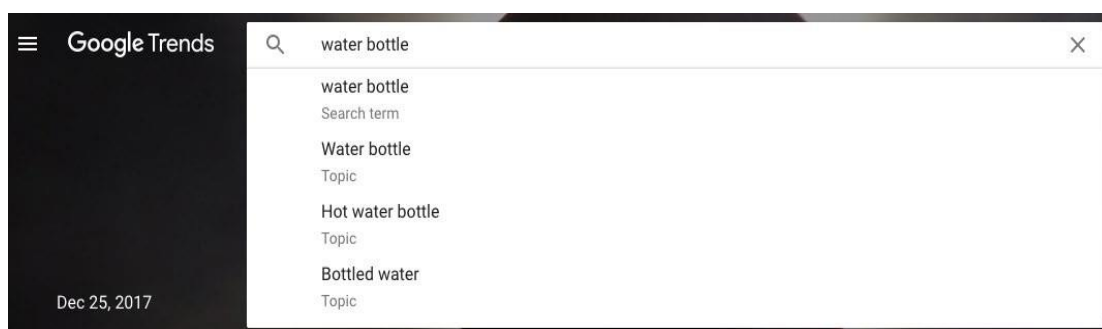 Google Trends
water bottle
water bottle
Search term
Water bottle
Topic
Hot water bottle
Topic
Bottled water
Topic
Dec 25, 2017